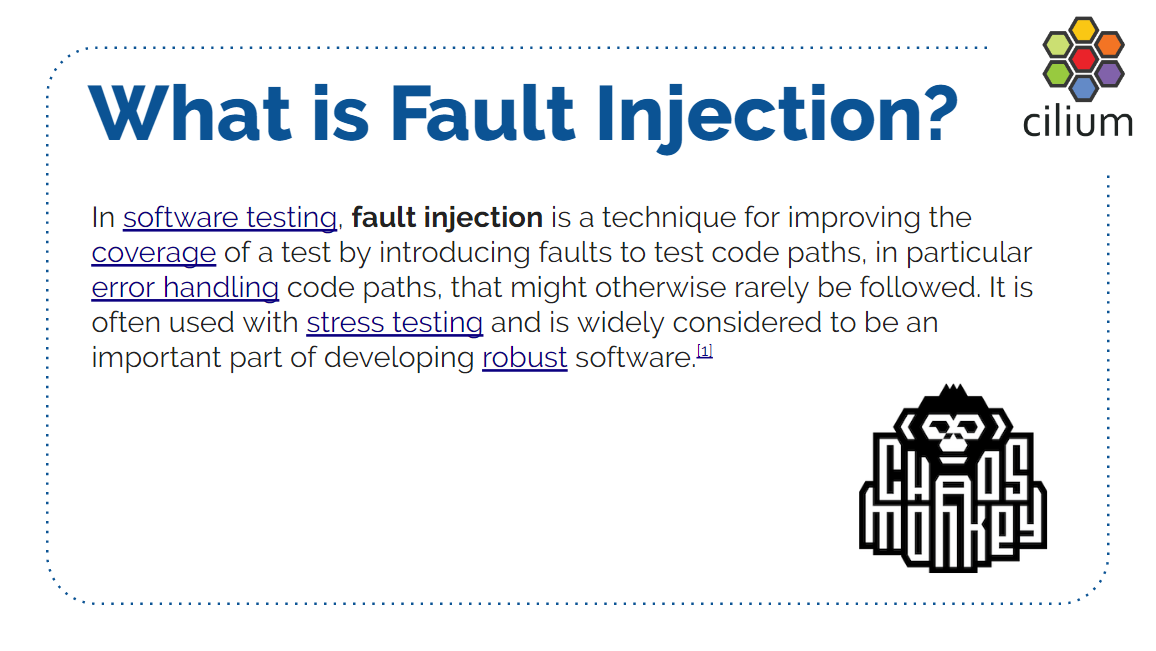 What is Fault Injection?
cilium
In software testing, fault injection is a technique for improving the
coverage of a test by introducing faults to test code paths, in particular
error handling code paths, that might otherwise rarely be followed. It is
often used with stress testing and is widely considered to be an
important part of developing robust software.[1]
CHAOS
monkey